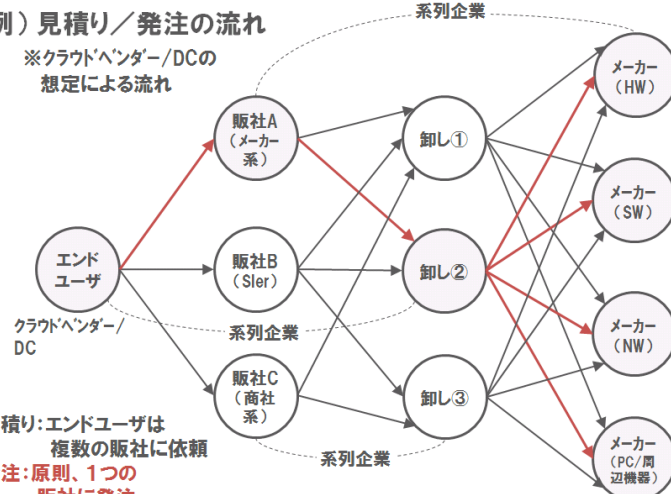 例）見積り／発注の流れ
※クラウドベンダー/DCの
想定による流れ
系列企業
メーカー
（HW）
販社A
（メーカー
系）
卸し①
メーカー
（SW）
エンド
ユーザ
販社B
（SIer）
卸し②
クラウドベンダー/
DC
系列企業
メーカー
（NW）
販社C
（商社
系）
卸し③
積り：エンドユーザは
複数の販社に依頼
系列企業
メーカー
（PC/周
辺機器）
注：原則、１つの
販社に発注